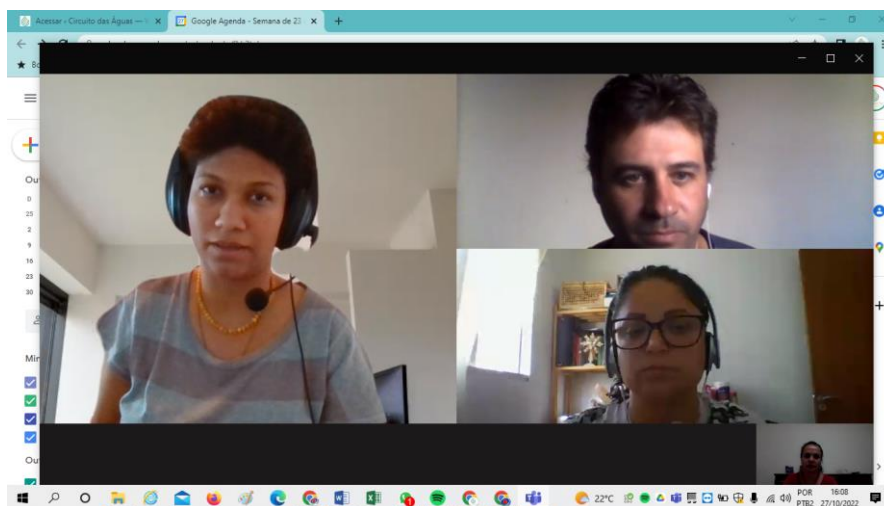 Acessar ‹ Circuito das Águas —
Google Agenda - Semana de 23
Ou
D
25
2
9
16
23
30
Min
Ou
22°C
POR
PTB2
16:08
27/10/2022